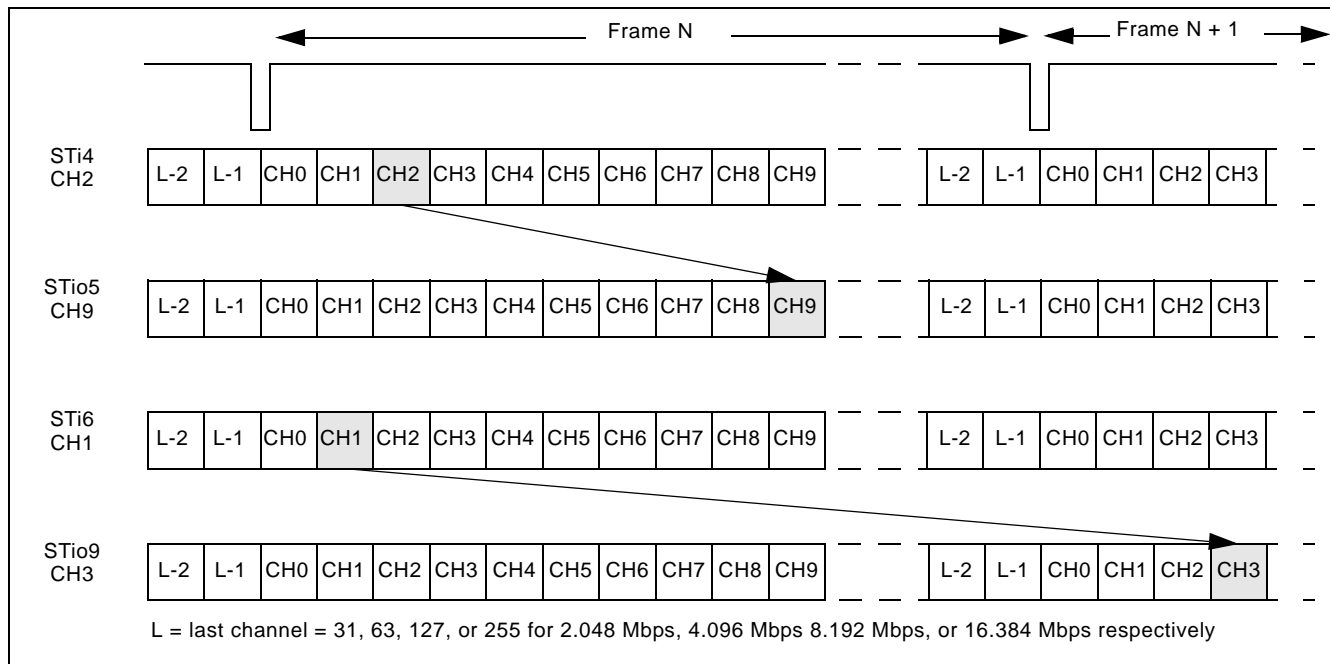 Frame N Frame N + 1
STi4
CH2
L-2 L-1 CH0 CH1 CH2 CH3 CH4 CH5 CH6 CH7 CH8 CH9 L-2 L-1 CH0 CH1 CH2 CH3
STio5
CH9
L-2 L-1 CH0 CH1 CH2 CH3 CH4 CH5 CH6 CH7 CH8 CH9 L-2 L-1 CH0 CH1 CH2 CH3
STi6
CH1
L-2 L-1 CH0 CH1 CH2 CH3 CH4 CH5 CH6 CH7 CH8 CH9 L-2 L-1 CH0 CH1 CH2 CH3
STio9
CH3
L-2 L-1 CH0 CH1 CH2 CH3 CH4 CH5 CH6 CH7 CH8 CH9 L-2 L-1 CH0 CH1 CH2 CH3
L = last channel = 31, 63, 127, or 255 for 2.048 Mbps, 4.096 Mbps 8.192 Mbps, or 16.384 Mbps respectively